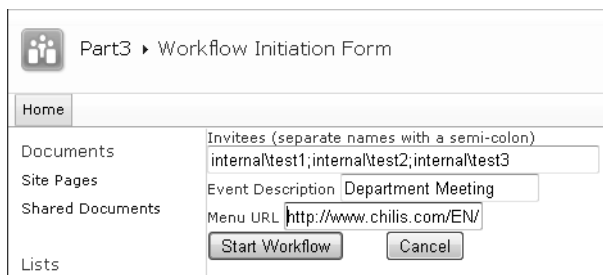 Part3 ▸ Workflow Initiation Form
Home
Documents
Site Pages
Shared Documents
Lists
Invitees (separate names with a semi-colon)
internal\test1;internal\test2;internal\test3
Event Description Department Meeting
Menu URL http://www.chilis.com/EN/
Start Workflow Cancel